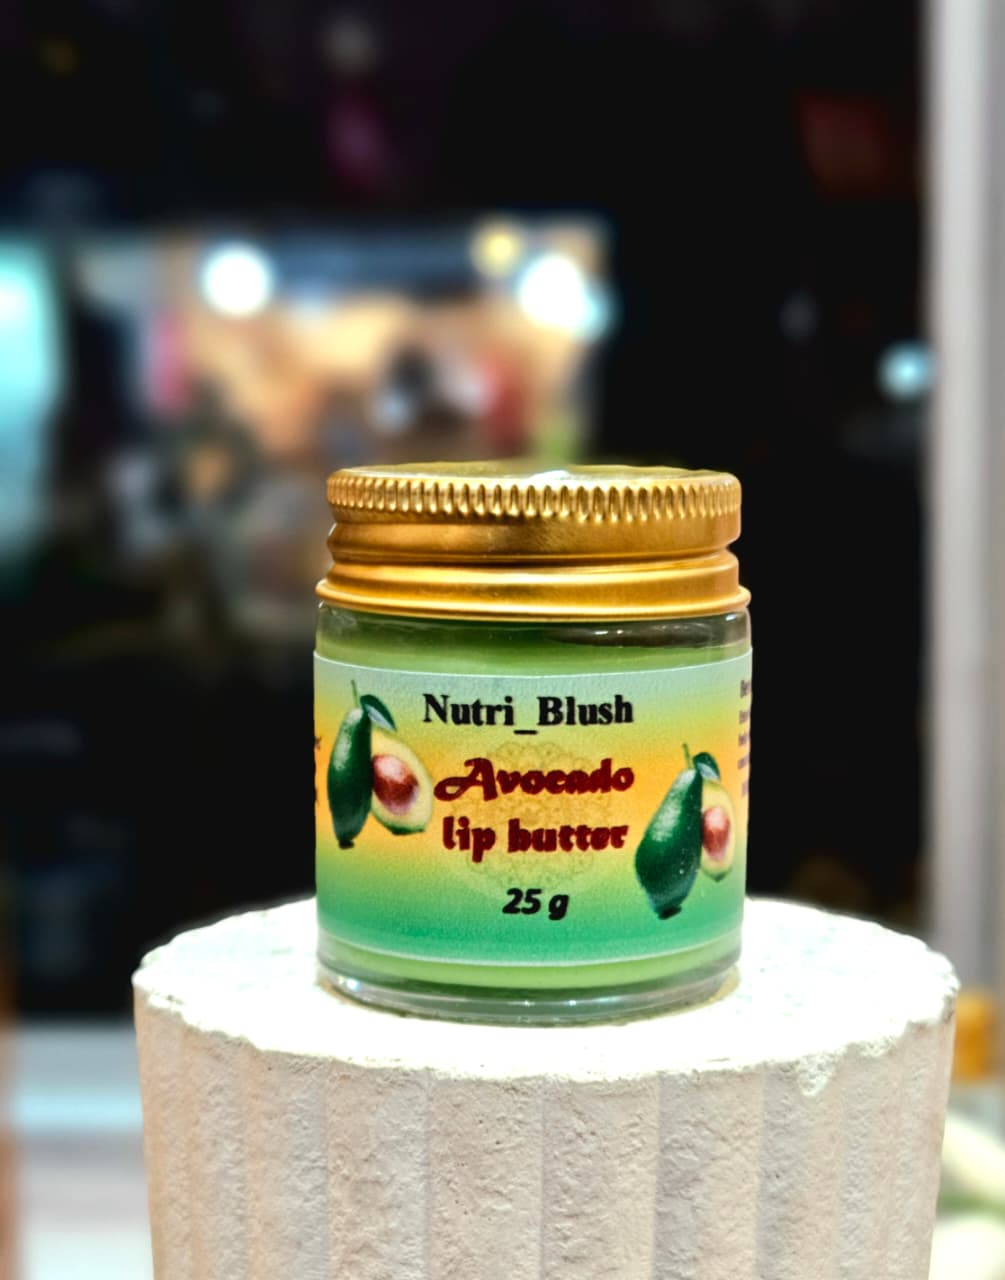 Nutri_Blush
Avocado
lip butter
25 g